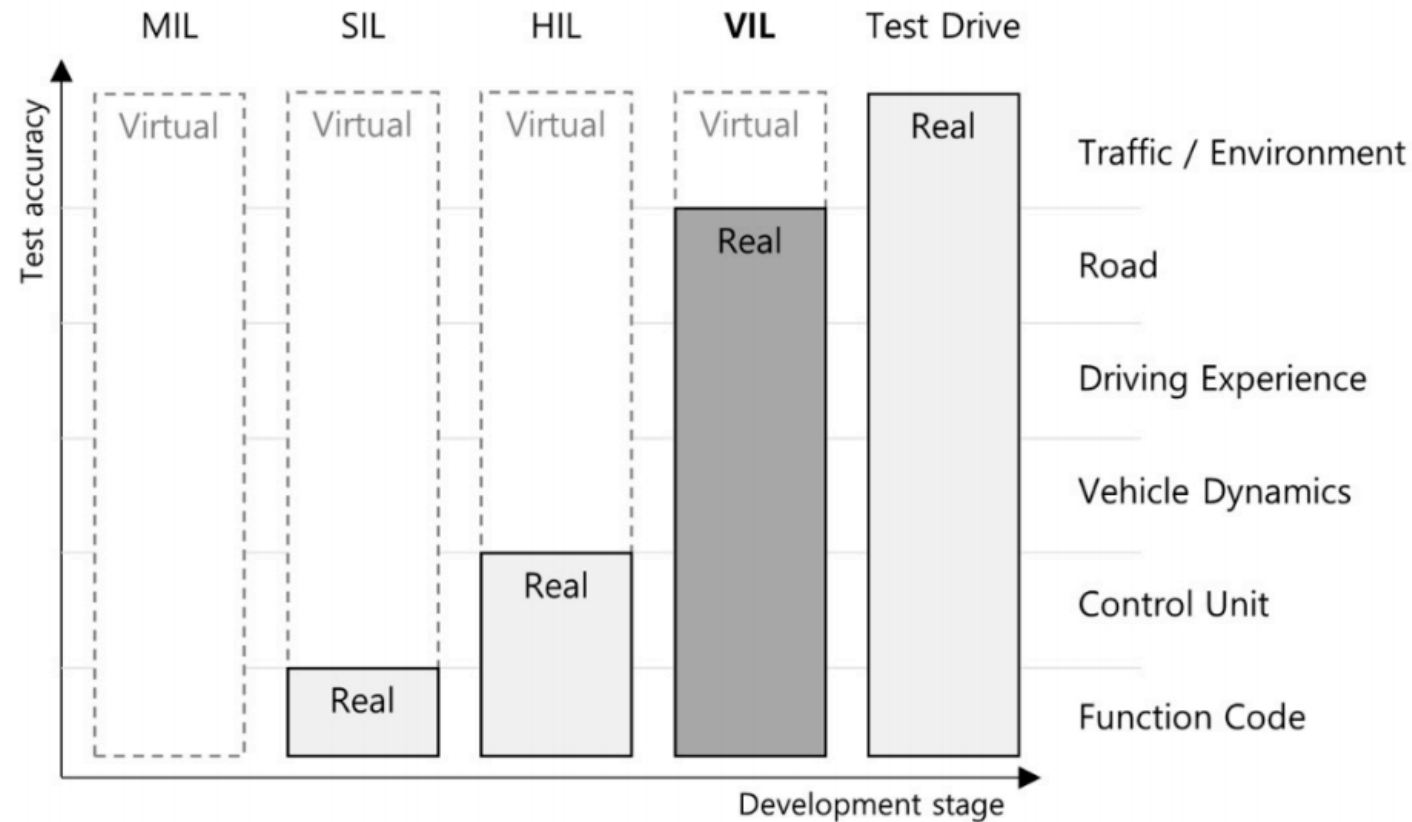 MIL SIL HIL VIL Test Drive
Test accuracy
Virtual Virtual Virtual Virtual Real
Traffic / Environment
Real
Road
Driving Experience
Vehicle Dynamics
Real
Control Unit
Real
Function Code
Development stage